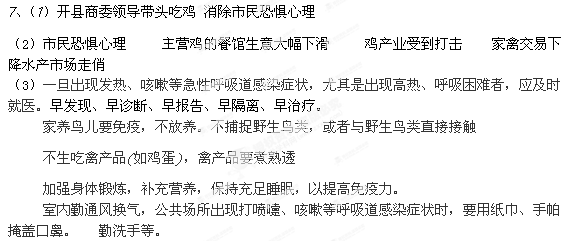 7、(1) 开县商委领导带头吃鸡 消除市民恐惧心理
(2) 市民恐惧心理 主营鸡的餐馆生意大幅下滑 鸡产业受到打击 家禽交易下
降水产市场走俏
(3) 一旦出现发热、咳嗽等急性呼吸道感染症状，尤其是出现高热、呼吸困难者，应及时
就医。早发现、早诊断、早报告、早隔离、早治疗。
家养鸟儿要免疫，不放养。不捕捉野生鸟类，或者与野生鸟类直接接触
不生吃禽产品(如鸡蛋)，禽产品要煮熟透
加强身体锻炼，补充营养，保持充足睡眠，以提高免疫力。
室内勤通风换气，公共场所出现打喷嚏、咳嗽等呼吸道感染症状时，要用纸巾、手帕
掩盖口鼻。 勤洗手等。